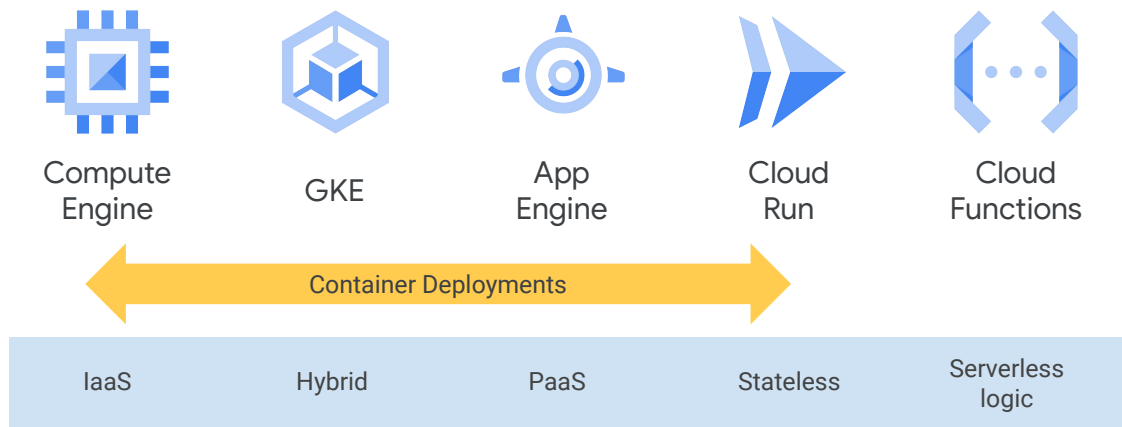 Compute
Engine
GKE
App
Engine
Cloud
Run
Cloud
Functions
Container Deployments
IaaS
Hybrid
PaaS
Stateless
Serverless
logic